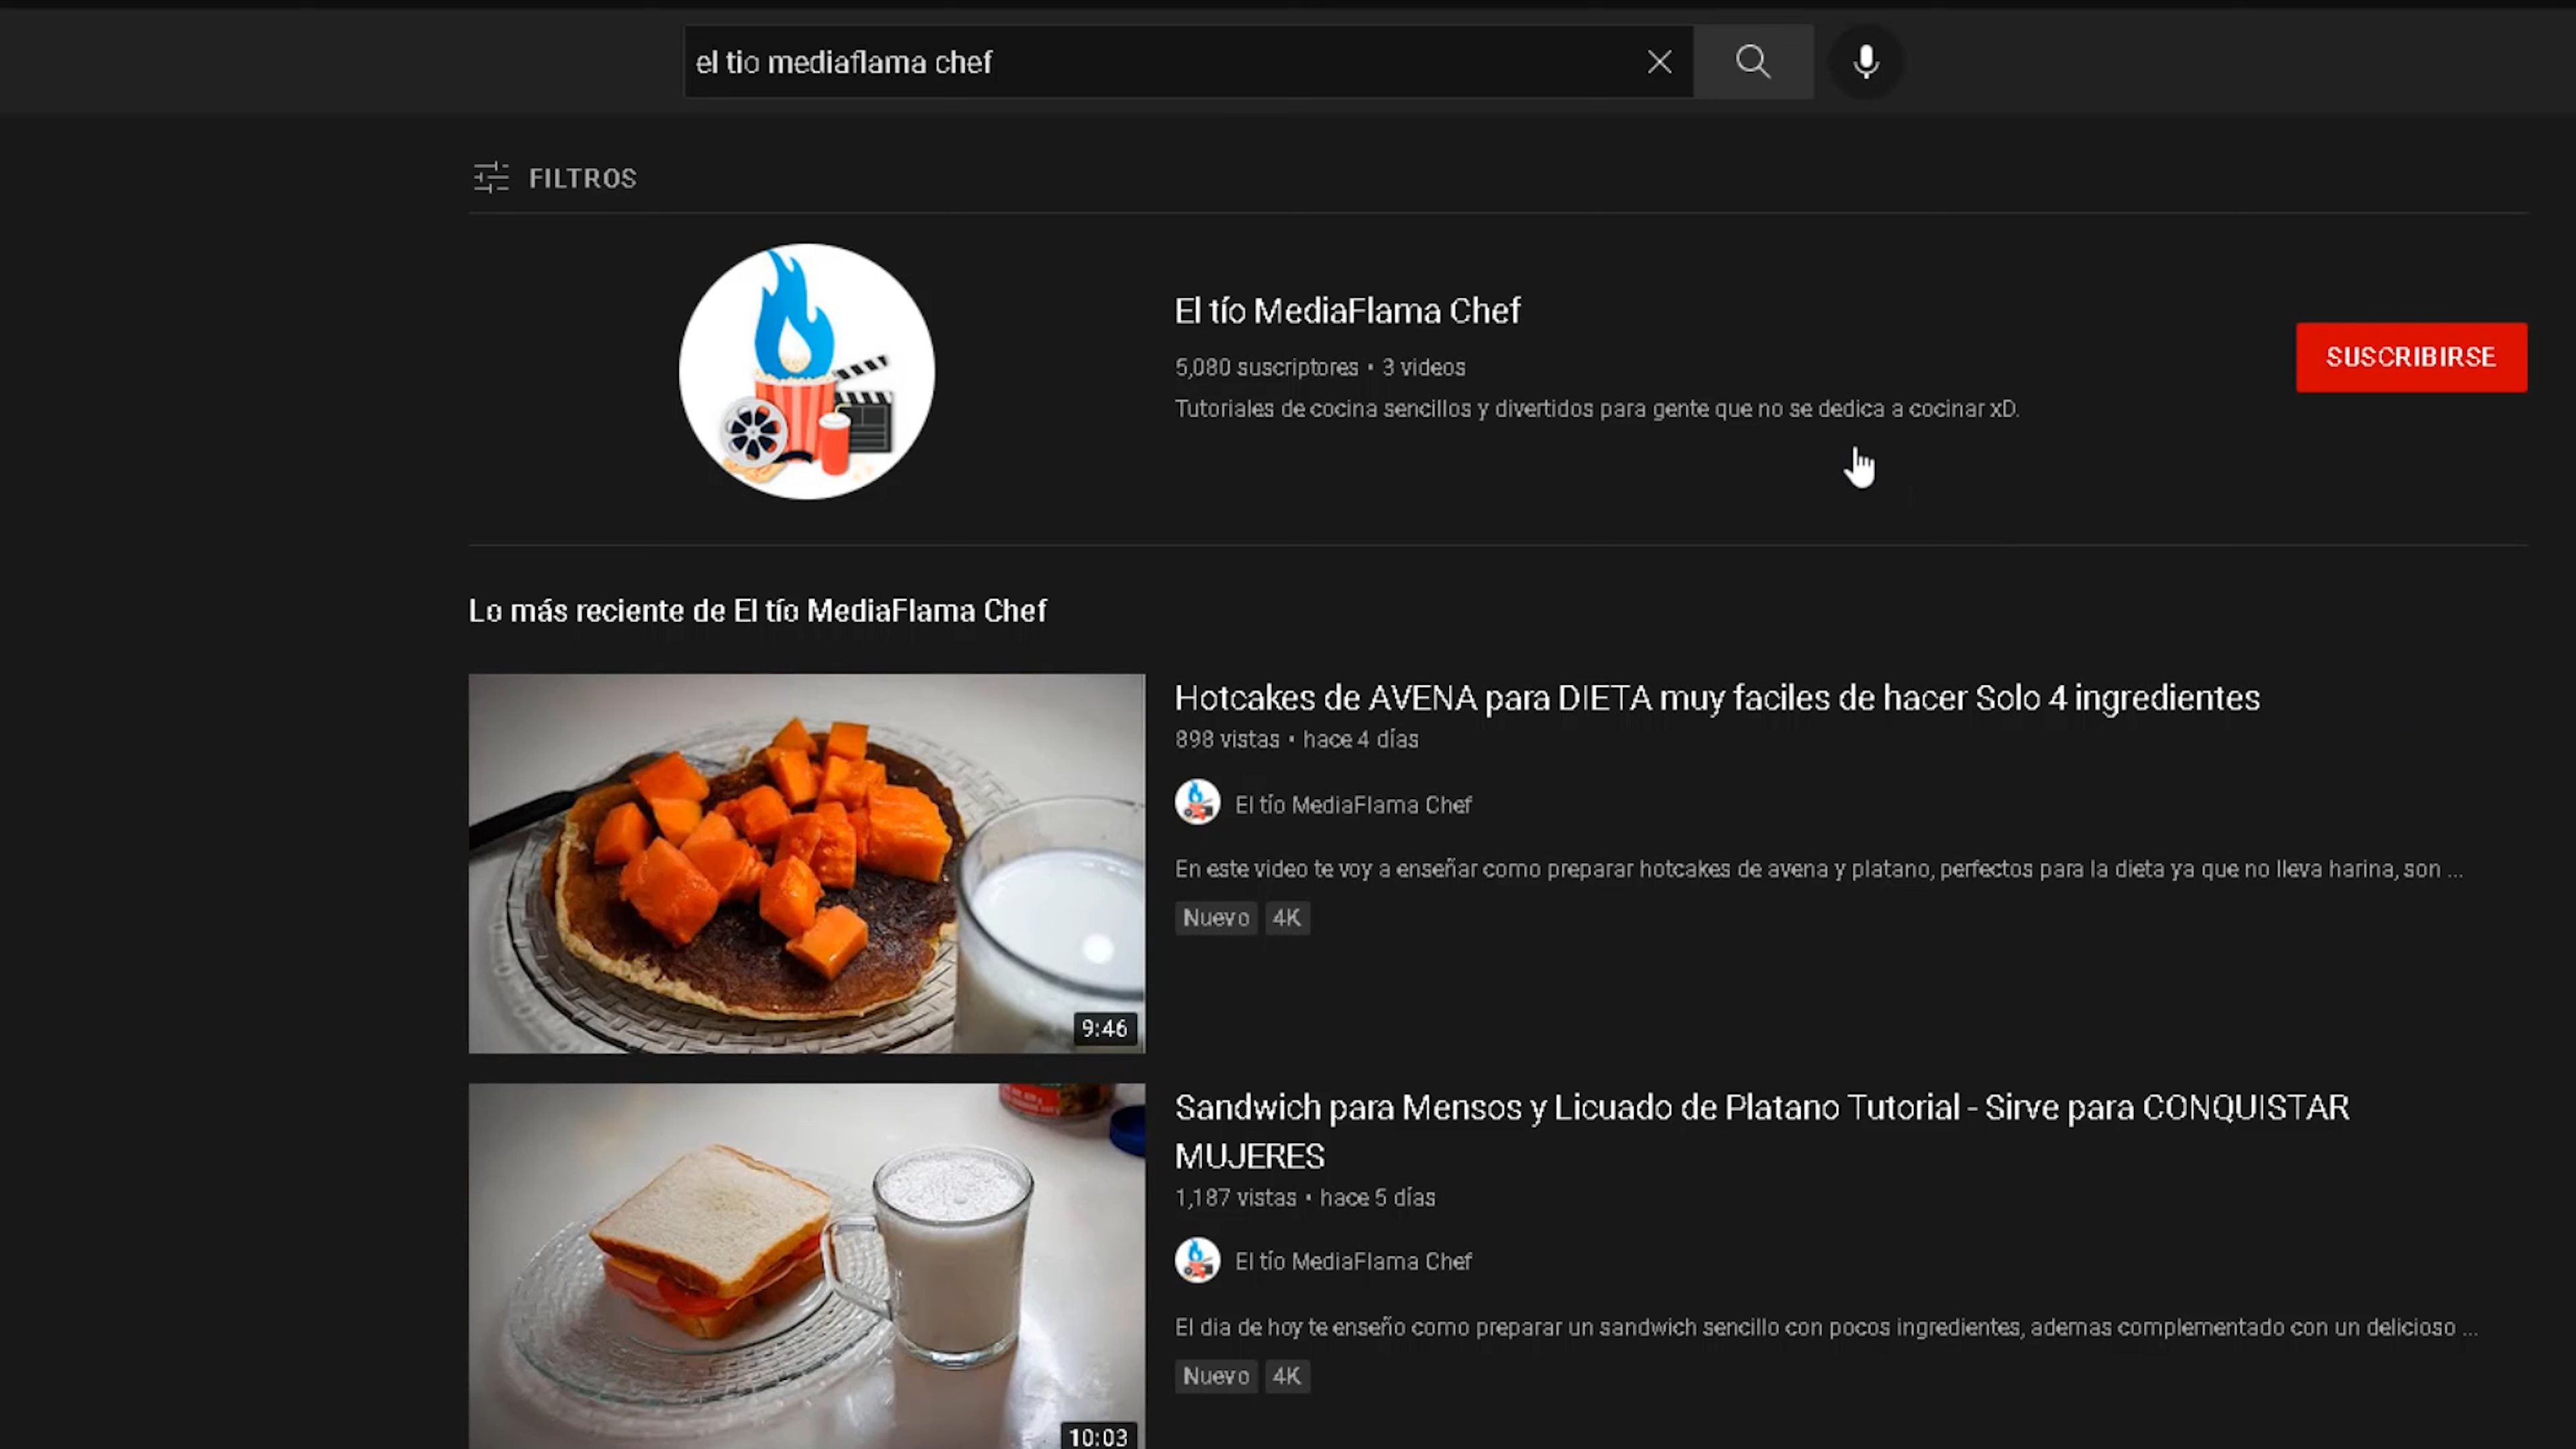 el tio mediaflama chef
FILTROS
El tío MediaFlama Chef
5,080 suscriptores • 3 videos
SUSCRIBIRSE
Tutoriales de cocina sencillos y divertidos para gente que no se dedica a cocinar xD.
Lo más reciente de El tío MediaFlama Chef
Hotcakes de AVENA para DIETA muy faciles de hacer Solo 4 ingredientes
898 vistas • hace 4 días
El tío MediaFlama Chef
En este video te voy a enseñar como preparar hotcakes de avena y platano, perfectos para la dieta ya que no lleva harina, son ...
Nuevo 4K
9:46
Sandwich para Mensos y Licuado de Platano Tutorial - Sirve para CONQUISTAR
MUJERES
1,187 vistas • hace 5 días
El tío MediaFlama Chef
El dia de hoy te enseño como preparar un sandwich sencillo con pocos ingredientes, ademas complementado con un delicioso ...
Nuevo 4K
10:03